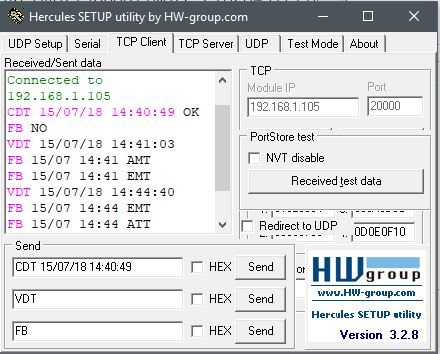 Hercules SETUP utility by HW-group.com
UDP Setup Serial TCP Client TCP Server UDP Test Mode About
Received/Sent data
Connected to
192.168.1.105
CDT 15/07/18 14:40:49 OK
FB NO
VDT 15/07/18 14:41:03
FB 15/07 14:41 AMT
FB 15/07 14:41 EMT
VDT 15/07/18 14:44:40
FB 15/07 14:44 EMT
FB 15/07 14:44 ATT
TCP
Module IP Port
192.168.1.105 20000
PortStore test
NVT disable
Received test data
Redirect to UDP
0D0E0F10
Send
CDT 15/07/18 14:40:49 HEX Send
VDT HEX Send
FB HEX Send
HWgroup
www.HW-group.com
Hercules SETUP utility
Version 3.2.8